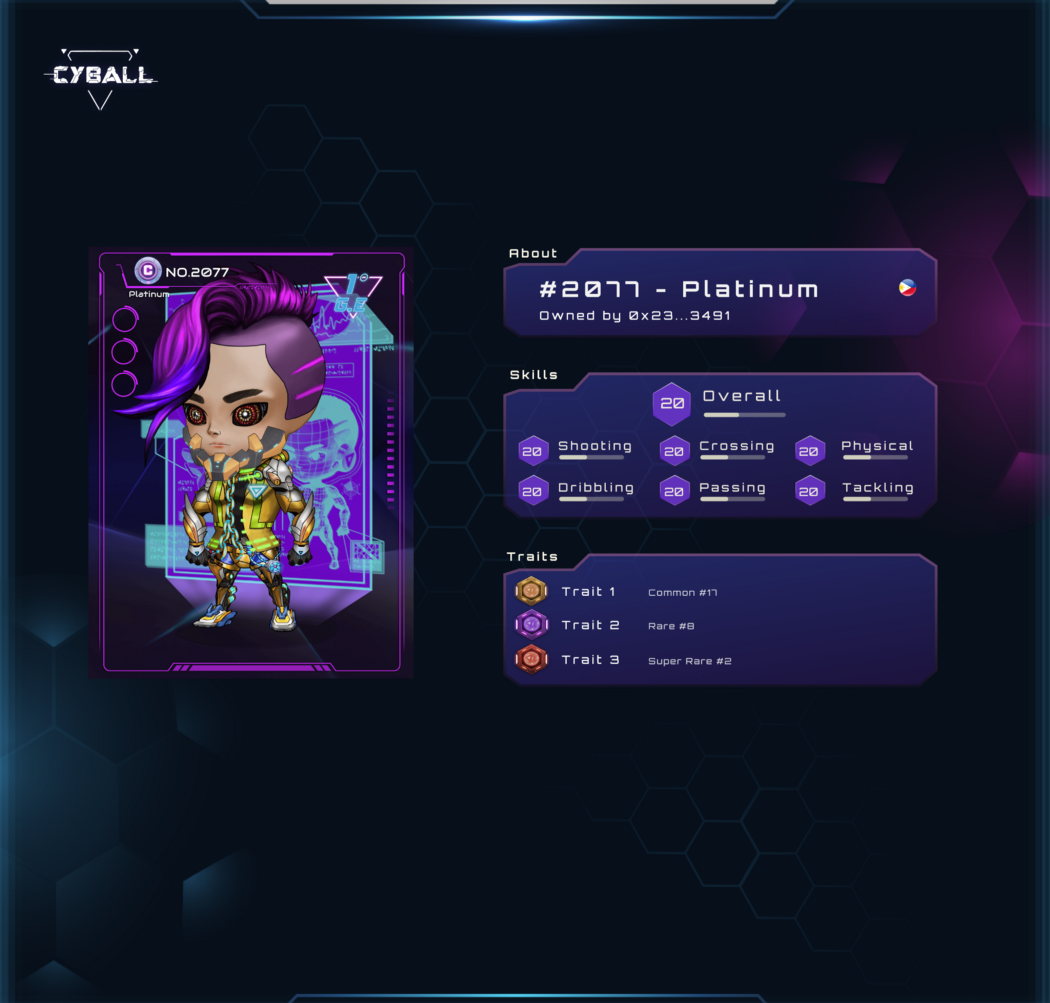 CYBALL
C NO.2077
Platinum
1º
G.E
About
#2077 - Platinum
Owned by 0x23...3491
Skills
20 Overall
20 Shooting 20 Crossing 20 Physical
20 Dribbling 20 Passing 20 Tackling
Traits
Trait 1 Common #17
Trait 2 Rare #8
Trait 3 Super Rare #2